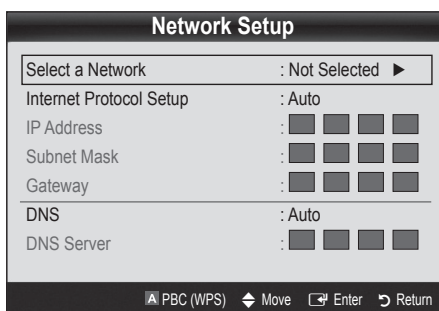 Network Setup
Select a Network : Not Selected ►
Internet Protocol Setup : Auto
IP Address :
Subnet Mask :
Gateway :
DNS : Auto
DNS Server :
A PBC (WPS) Move Enter Return